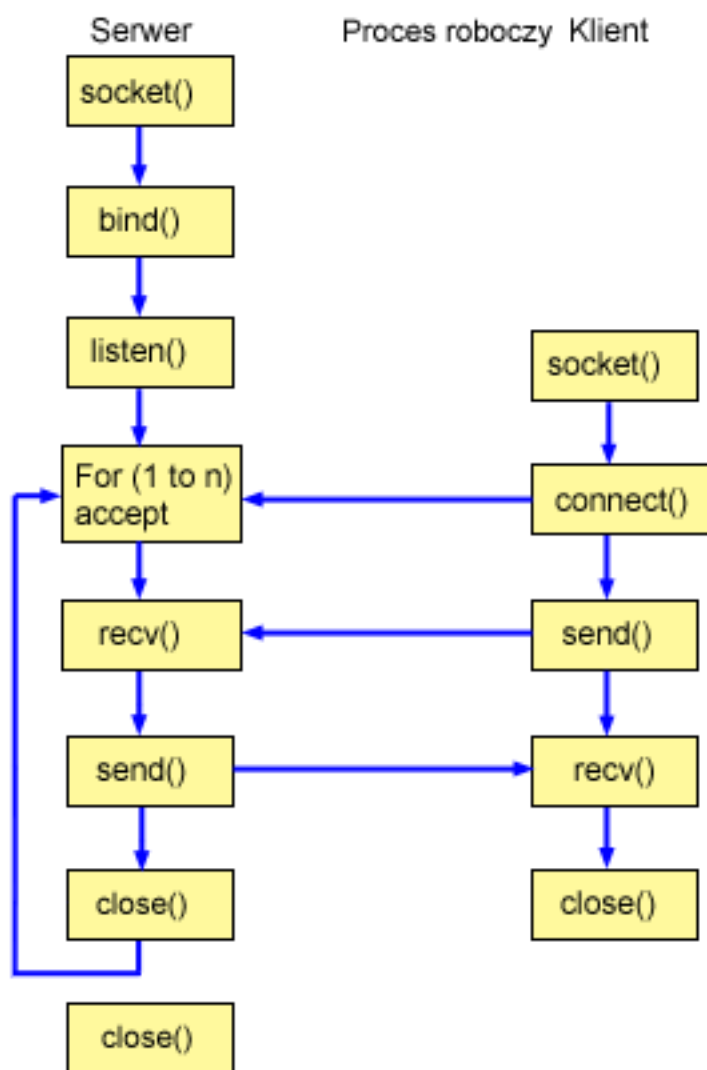 Serwer
Proces roboczy
Klient
socket()
bind()
listen()
For (1 to n)
accept
recv()
send()
close()
close()
socket()
connect()
send()
recv()
close()